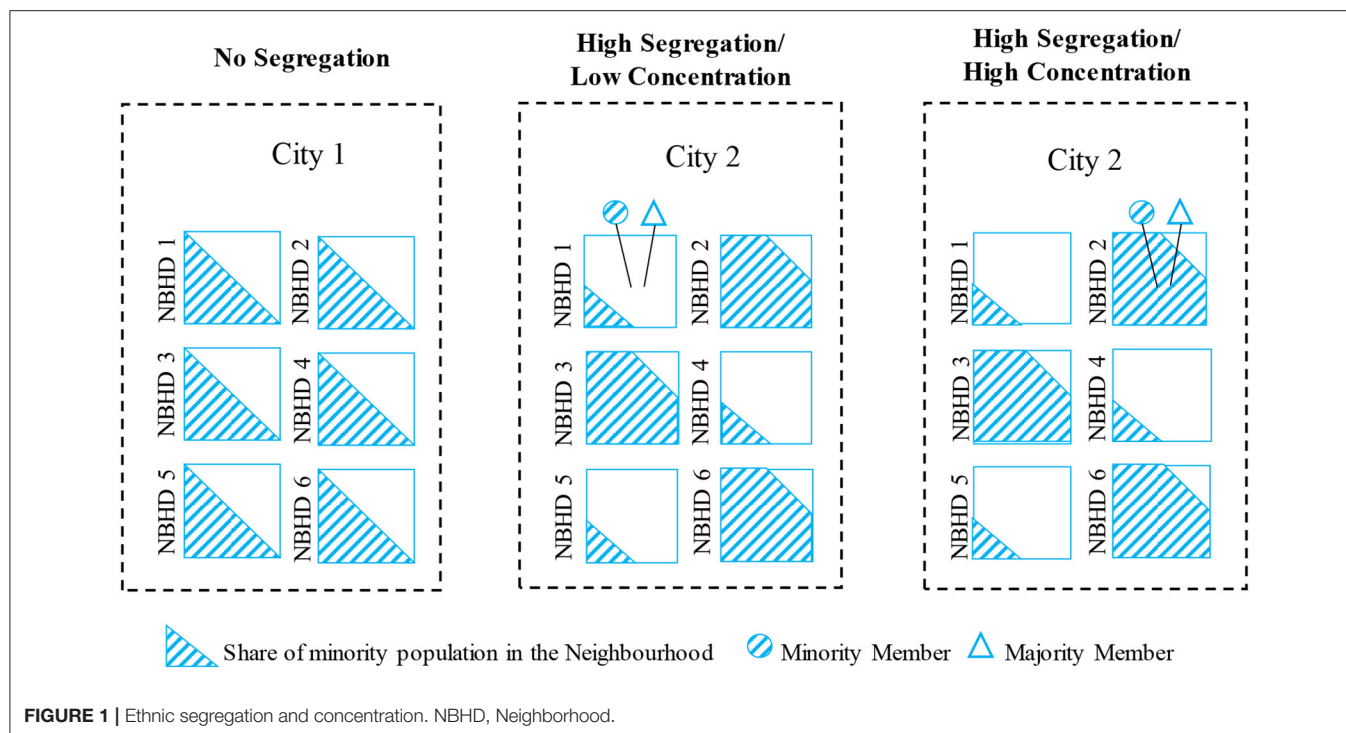 No Segregation
High Segregation/
Low Concentration
High Segregation/
High Concentration
City 1
NBHD 1
NBHD 2
NBHD 3
NBHD 4
NBHD 5
NBHD 6
City 2
NBHD 1
NBHD 2
NBHD 3
NBHD 4
NBHD 5
NBHD 6
City 2
NBHD 1
NBHD 2
NBHD 3
NBHD 4
NBHD 5
NBHD 6
Share of minority population in the Neighbourhood
Minority Member
Majority Member
FIGURE 1 | Ethnic segregation and concentration. NBHD, Neighborhood.